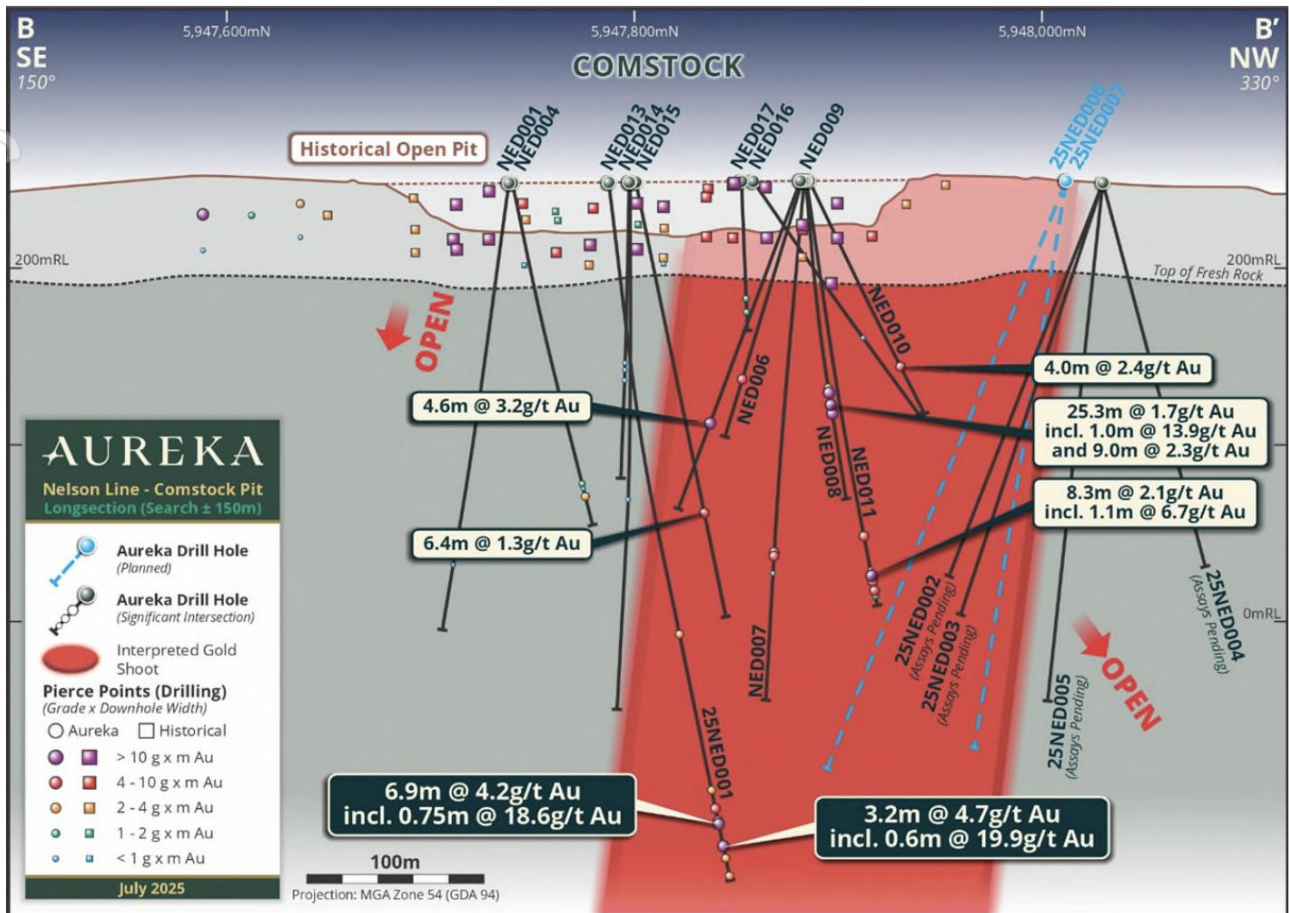 B
SE
150°
5,947,600mN
5,947,800mN
5,948,000mN
B'
NW
330°
COMSTOCK
Historical Open Pit
NED001
NED004
NED013
NED014
NED015
NED017
NED016
NED009
25NED006
25NED007
200mRL
200mRL
Top of Fresh Rock
OPEN
NED010
NED006
4.0m @ 2.4g/t Au
4.6m @ 3.2g/t Au
25.3m @ 1.7g/t Au
incl. 1.0m @ 13.9g/t Au
and 9.0m @ 2.3g/t Au
NED008
NED011
8.3m @ 2.1g/t Au
incl. 1.1m @ 6.7g/t Au
6.4m @ 1.3g/t Au
25NED002
(Assays Pending)
25NED003
(Assays Pending)
25NED004
(Assays Pending)
0mRL
NED007
25NED005
(Assays Pending)
OPEN
25NED001
6.9m @ 4.2g/t Au
incl. 0.75m @ 18.6g/t Au
3.2m @ 4.7g/t Au
incl. 0.6m @ 19.9g/t Au
AUREKA
Nelson Line - Comstock Pit
Longsection (Search ± 150m)
Aureka Drill Hole
(Planned)
Aureka Drill Hole
(Significant Intersection)
Interpreted Gold
Shoot
Pierce Points (Drilling)
(Grade x Downhole Width)
Aureka Historical
> 10 g x m Au
4 - 10 g x m Au
2 - 4 g x m Au
1 - 2 g x m Au
< 1 g x m Au
July 2025
100m
Projection: MGA Zone 54 (GDA 94)